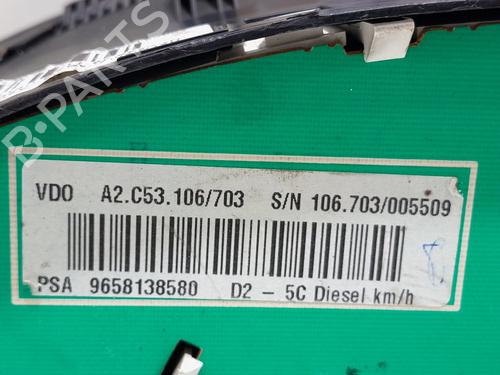 B-PARTS
VDO A2.C53.106/703 S/N 106.703/005509
PSA 9658138580 D2 - 5C Diesel km/h